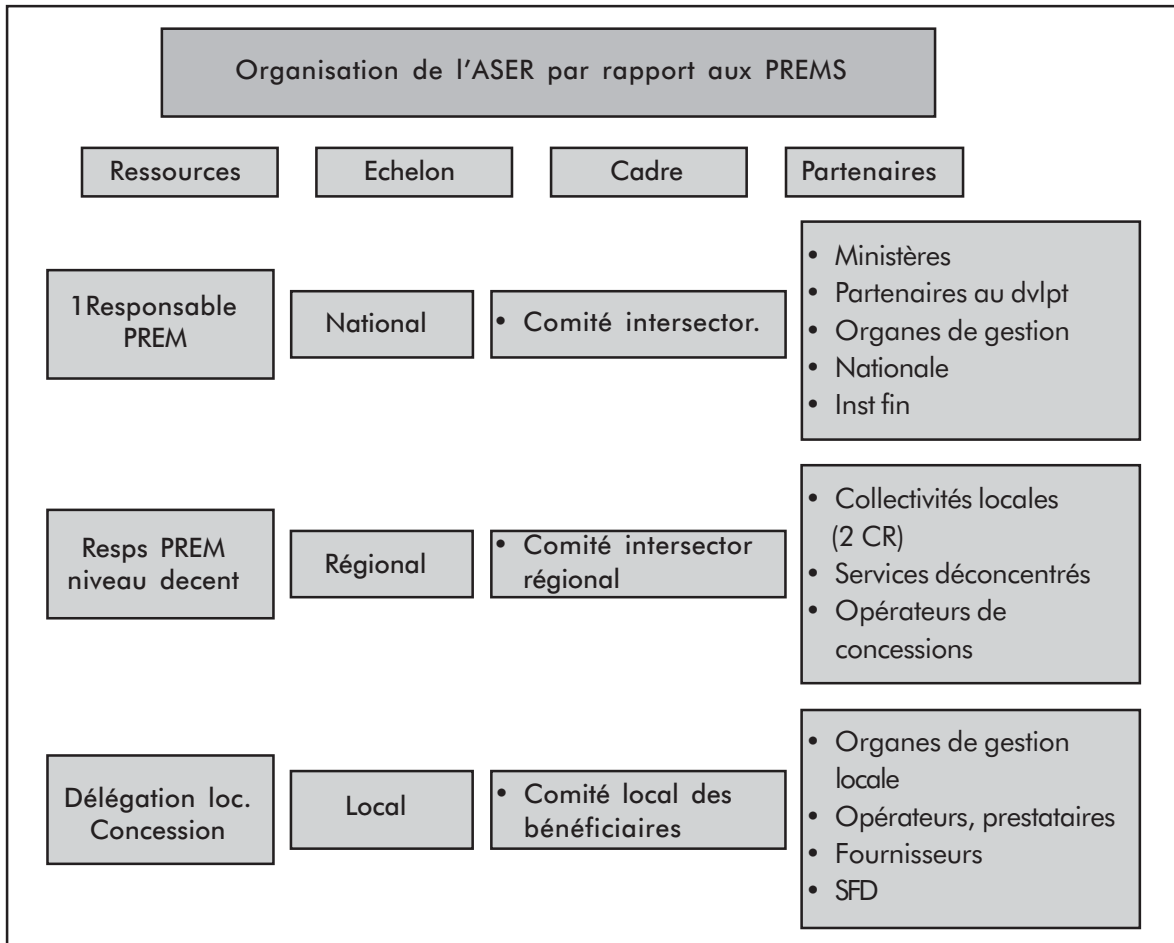 Organisation de l'ASER par rapport aux PREMS
Ressources
Echelon
Cadre
Partenaires
1Responsable
PREM
National
• Comité intersector.
• Ministères
• Partenaires au dvlpt
• Organes de gestion
• Nationale
• Inst fin
Resps PREM
niveau decent
Régional
• Comité intersector
régional
• Collectivités locales
(2 CR)
• Services déconcentrés
• Opérateurs de
concessions
Délégation loc.
Concession
Local
• Comité local des
bénéficiaires
• Organes de gestion
locale
• Opérateurs, prestataires
• Fournisseurs
• SFD